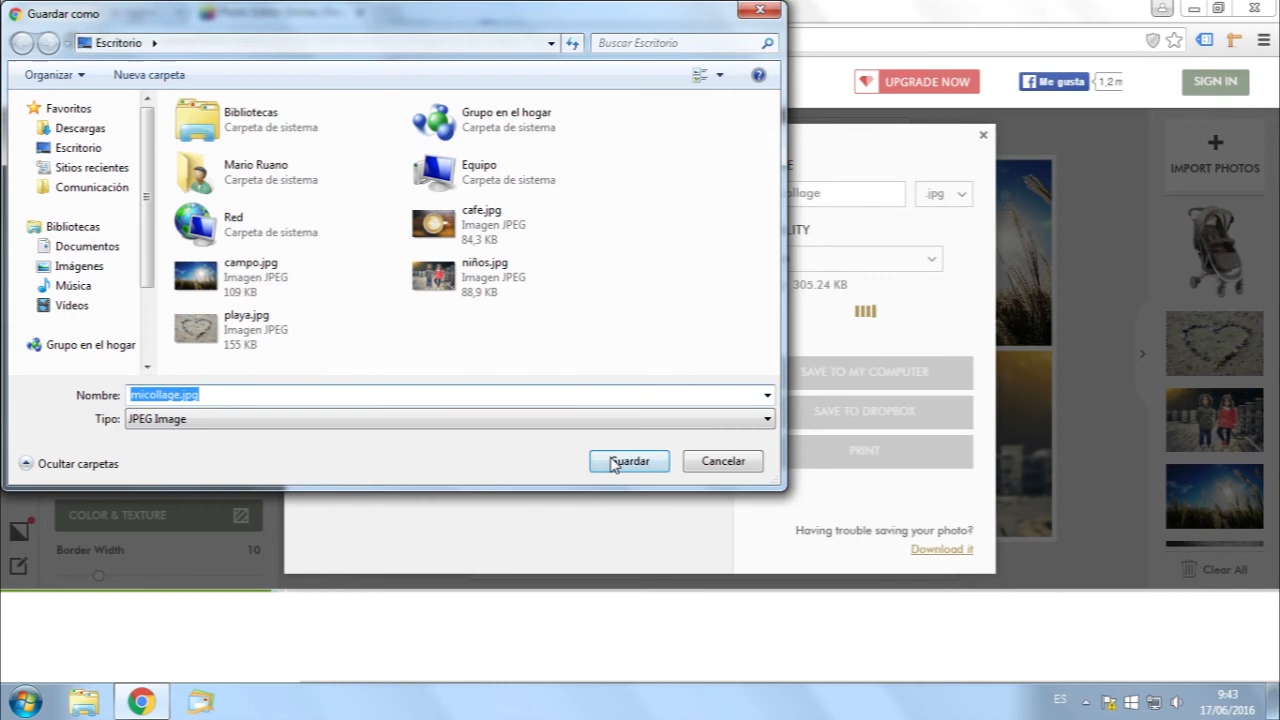 Guardar como
Escritorio
Buscar Escritorio
Organizar
Nueva carpeta
Favoritos
Descargas
Escritorio
Sitios recientes
Comunicación
Bibliotecas
Documentos
Imágenes
Música
Vídeos
Grupo en el hogar
Bibliotecas
Carpeta de sistema
Grupo en el hogar
Carpeta de sistema
Mario Ruano
Carpeta de sistema
Equipo
Carpeta de sistema
Red
Carpeta de sistema
cafe.jpg
Imagen JPEG
84,3 KB
campo.jpg
Imagen JPEG
109 KB
niños.jpg
Imagen JPEG
88,9 KB
playa.jpg
Imagen JPEG
155 KB
Nombre: micollage.jpg
Tipo: JPEG Image
Ocultar carpetas
Guardar
Cancelar
UPGRADE NOW
Me gusta
1,2 m
SIGN IN
IMPORT PHOTOS
.jpg
305.24 KB
SAVE TO MY COMPUTER
SAVE TO DROPBOX
PRINT
Having trouble saving your photo?
Download it
COLOR & TEXTURE
Border Width 10
Clear All
ES
9:43
17/06/2016